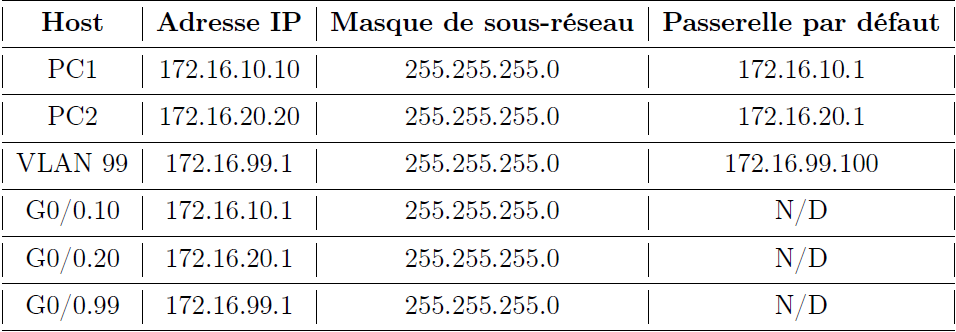 Host Adresse IP Masque de sous-réseau Passerelle par défaut
PC1 172.16.10.10 255.255.255.0 172.16.10.1
PC2 172.16.20.20 255.255.255.0 172.16.20.1
VLAN 99 172.16.99.1 255.255.255.0 172.16.99.100
G0/0.10 172.16.10.1 255.255.255.0 N/D
G0/0.20 172.16.20.1 255.255.255.0 N/D
G0/0.99 172.16.99.1 255.255.255.0 N/D